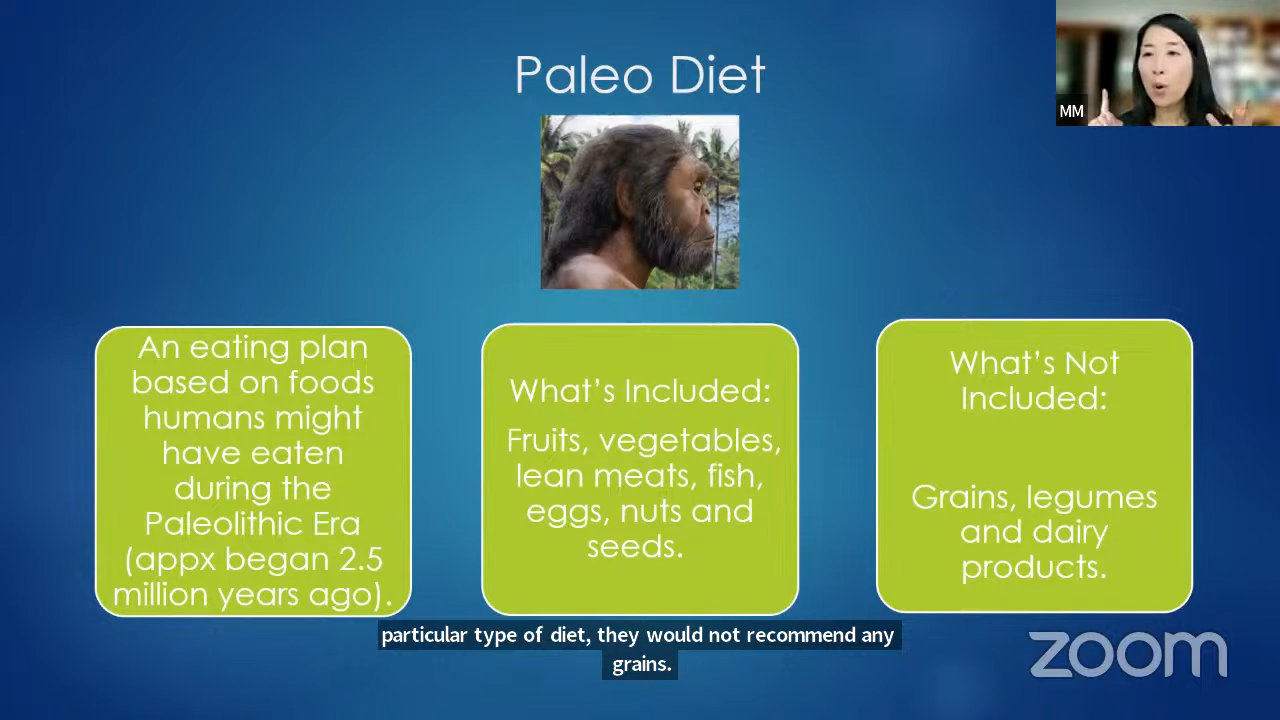 Paleo Diet
MM
An eating plan
based on foods
humans might
have eaten
during the
Paleolithic Era
(appx began 2.5
million years ago).
What’s Included:
Fruits, vegetables,
lean meats, fish,
eggs, nuts and
seeds.
What’s Not
Included:
Grains, legumes
and dairy
products.
particular type of diet, they would not recommend any
grains.
zoom